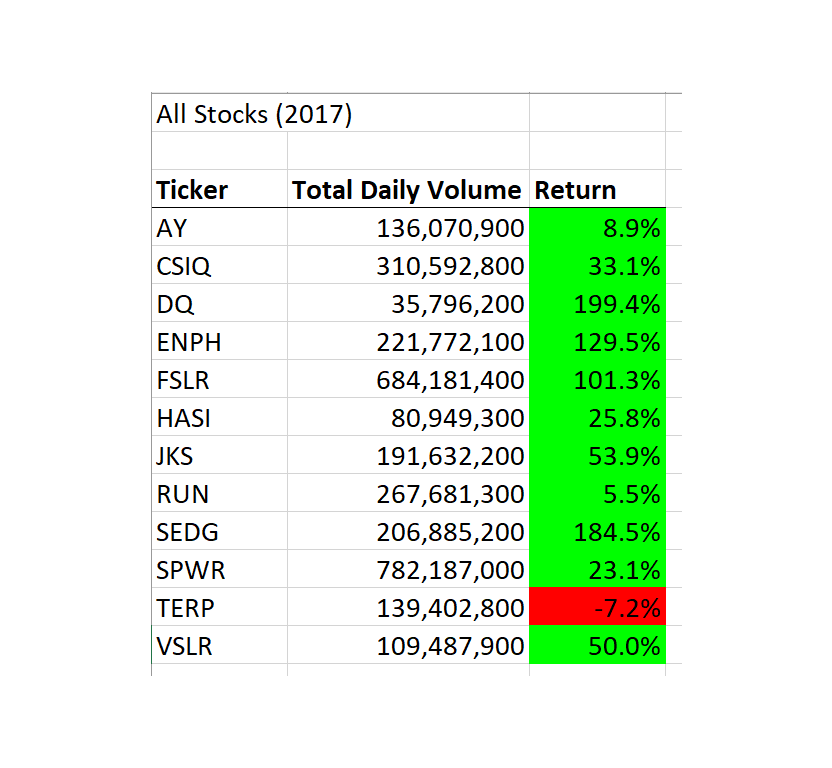 All Stocks (2017)
Ticker Total Daily Volume Return
AY 136,070,900 8.9%
CSIQ 310,592,800 33.1%
DQ 35,796,200 199.4%
ENPH 221,772,100 129.5%
FSLR 684,181,400 101.3%
HASI 80,949,300 25.8%
JKS 191,632,200 53.9%
RUN 267,681,300 5.5%
SEDG 206,885,200 184.5%
SPWR 782,187,000 23.1%
TERP 139,402,800 -7.2%
VSLR 109,487,900 50.0%